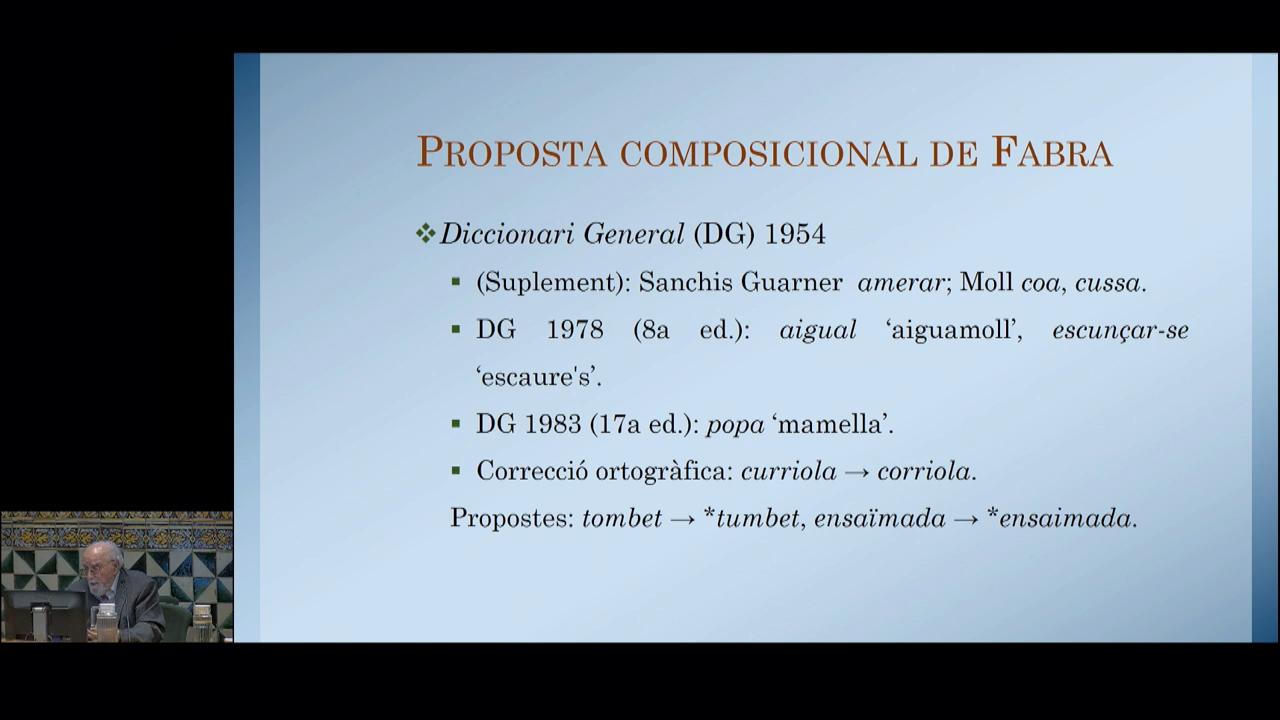 PROPOSTA COMPOSICIONAL DE FABRA
❖Diccionari General (DG) 1954
▪ (Suplement): Sanchis Guarner amerar; Moll coa, cussa.
▪ DG 1978 (8a ed.): aigual ‘aiguamoll’, escunçar-se
‘escaure's’.
▪ DG 1983 (17a ed.): popa ‘mamella’.
▪ Correcció ortogràfica: curriola → corriola.
Propostes: tombet → *tumbet, ensaïmada → *ensaimada.